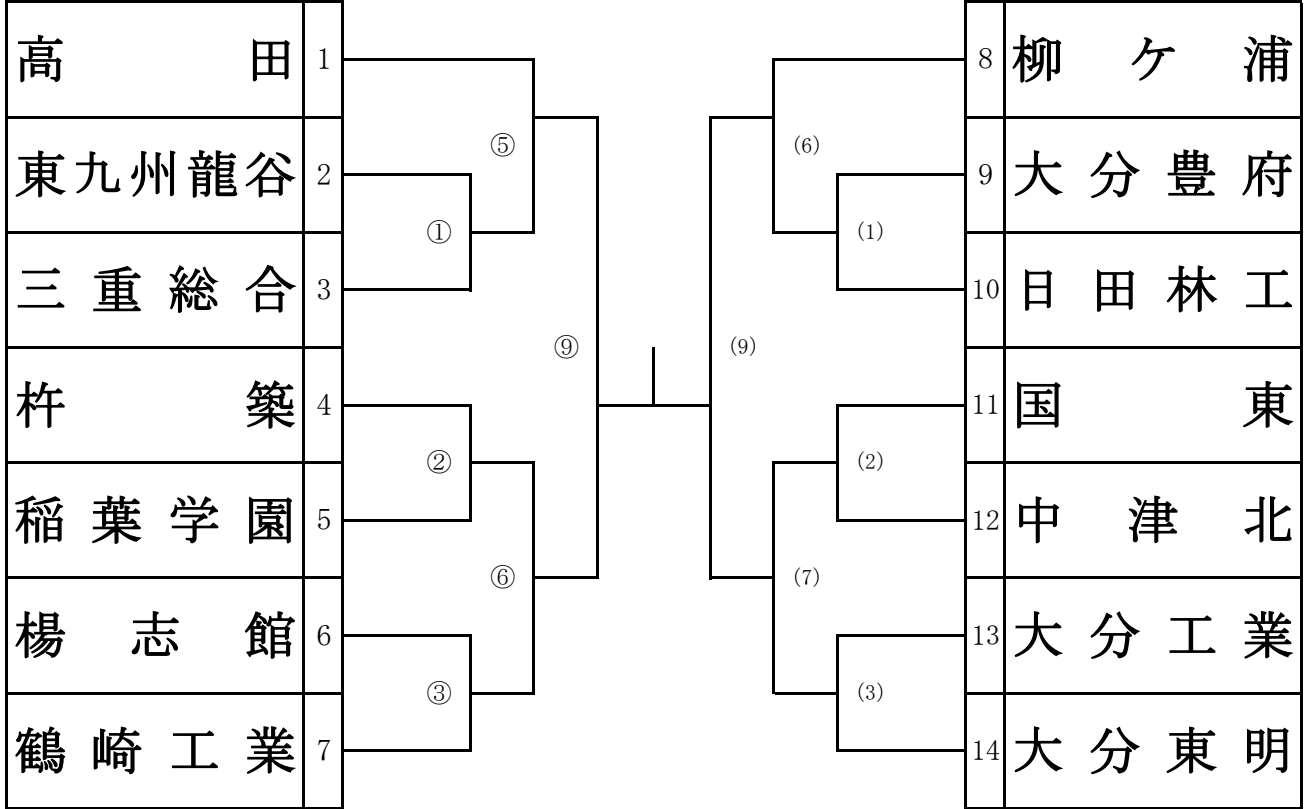 高田 1
⑤
東九州龍谷 2
①
三重総合 3
⑨
杵築 4
②
稲葉学園 5
⑥
楊志館 6
③
鶴崎工業 7
8 柳ケ浦
(6)
9 大分豊府
(1)
10 日田林工
(9)
11 国東
(2)
12 中津北
(7)
13 大分工業
(3)
14 大分東明